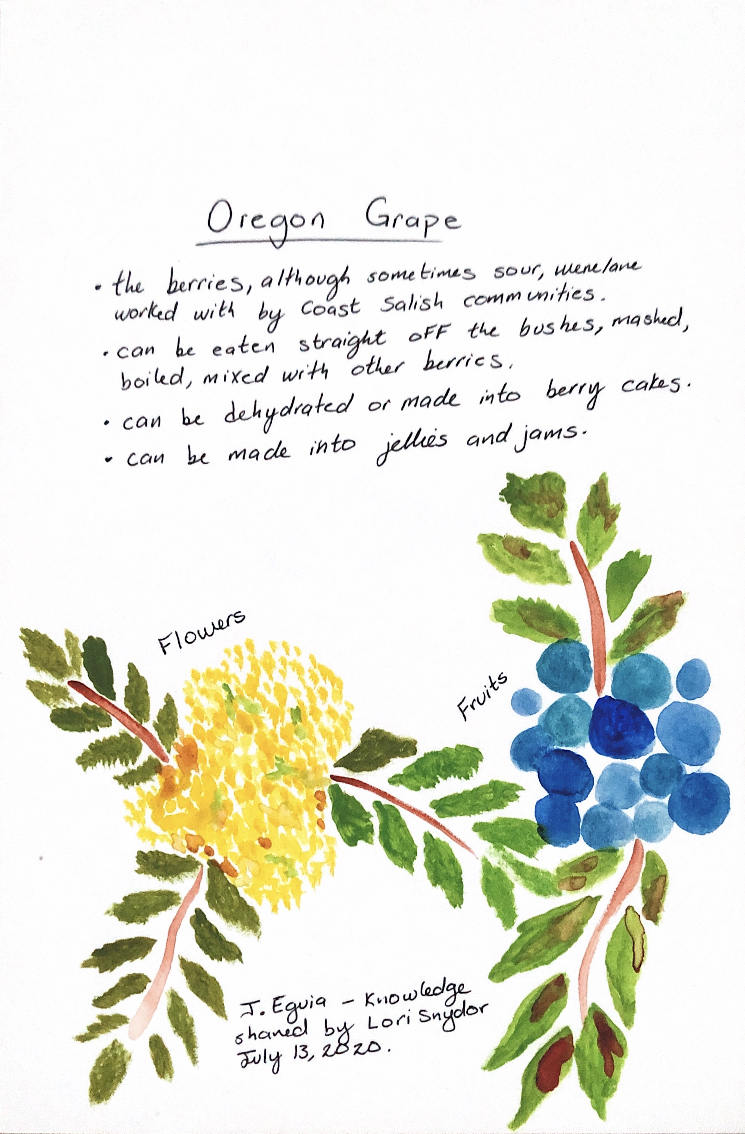 Oregon Grape
• the berries, although sometimes sour, were/are
worked with by Coast Salish communities.
• can be eaten straight off the bushes, mashed,
boiled, mixed with other berries.
• can be dehydrated or made into berry cakes.
• can be made into jellies and jams.
Flowers
Fruits
J. Eguia – Knowledge
shared by Lori Snyder
July 13, 2020.